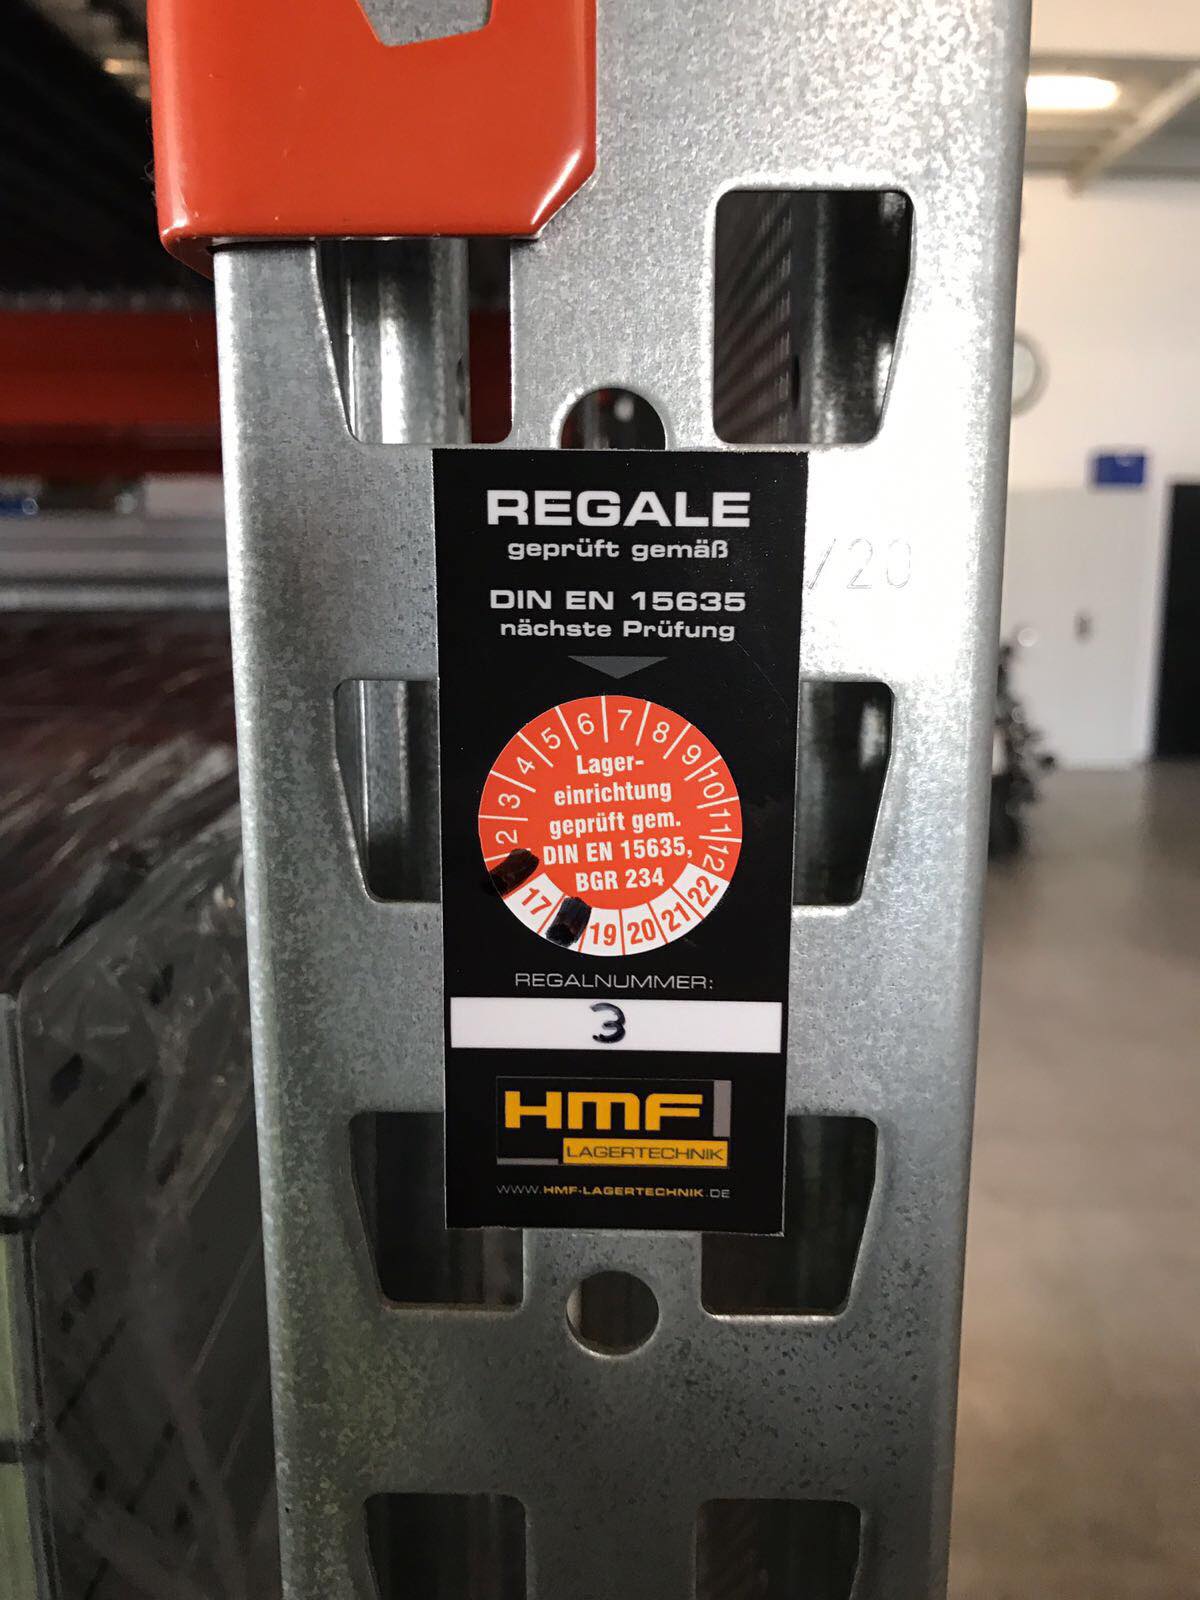 REGALE
geprüft gemäß
DIN EN 15635
nächste Prüfung
/20
2 3 4 5 6 7 8 9 10 11 12
Lager-
einrichtung
geprüft gem.
DIN EN 15635,
BGR 234
17 19 20 21 22
REGALNUMMER:
3
HMF
LAGERTECHNIK
WWW.HMF-LAGERTECHNIK.DE